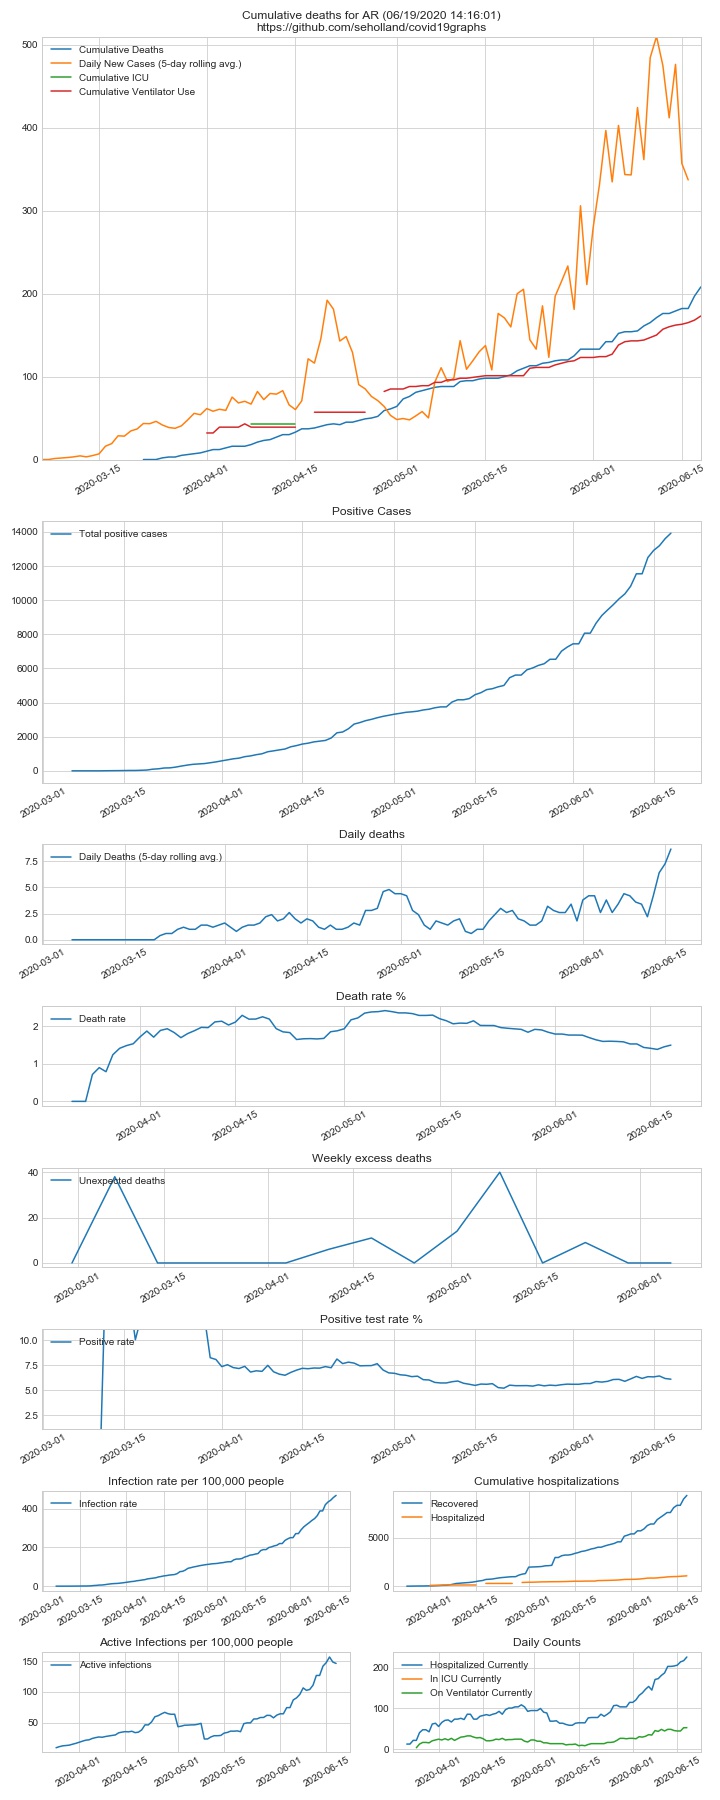 Cumulative deaths for AR (06/19/2020 14:16:01)
https://github.com/seholland/covid19graphs
500
400
300
200
100
0
Cumulative Deaths
Daily New Cases (5-day rolling avg.)
Cumulative ICU
Cumulative Ventilator Use
2020-03-15 2020-04-01 2020-04-15 2020-05-01 2020-05-15 2020-06-01 2020-06-15
Positive Cases
14000
12000
10000
8000
6000
4000
2000
0
Total positive cases
2020-03-01 2020-03-15 2020-04-01 2020-04-15 2020-05-01 2020-05-15 2020-06-01 2020-06-15
Daily deaths
7.5
5.0
2.5
0.0
Daily Deaths (5-day rolling avg.)
2020-03-01 2020-03-15 2020-04-01 2020-04-15 2020-05-01 2020-05-15 2020-06-01 2020-06-15
Death rate %
2
1
0
Death rate
2020-04-01 2020-04-15 2020-05-01 2020-05-15 2020-06-01 2020-06-15
Weekly excess deaths
40
20
0
Unexpected deaths
2020-03-01 2020-03-15 2020-04-01 2020-04-15 2020-05-01 2020-05-15 2020-06-01
Positive test rate %
10.0
7.5
5.0
2.5
Positive rate
2020-03-01 2020-03-15 2020-04-01 2020-04-15 2020-05-01 2020-05-15 2020-06-01 2020-06-15
Infection rate per 100,000 people
400
200
0
Infection rate
2020-03-01 2020-03-15 2020-04-01 2020-04-15 2020-05-01 2020-05-15 2020-06-01 2020-06-15
Cumulative hospitalizations
5000
0
Recovered
Hospitalized
2020-04-01 2020-04-15 2020-05-01 2020-05-15 2020-06-01 2020-06-15
Active Infections per 100,000 people
150
100
50
Active infections
2020-04-01 2020-04-15 2020-05-01 2020-05-15 2020-06-01 2020-06-15
Daily Counts
200
100
0
Hospitalized Currently
In ICU Currently
On Ventilator Currently
2020-04-01 2020-04-15 2020-05-01 2020-05-15 2020-06-01 2020-06-15